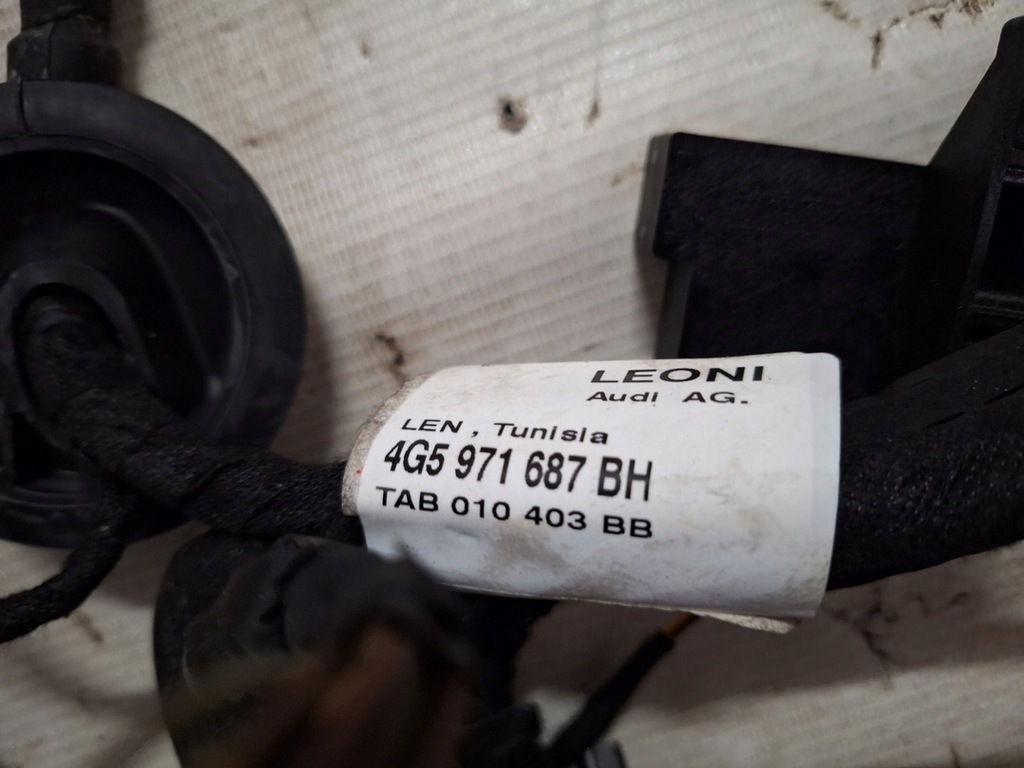 LEONI
Audi AG.
LEN , Tunisia
4G5 971 687 BH
TAB 010 403 BB